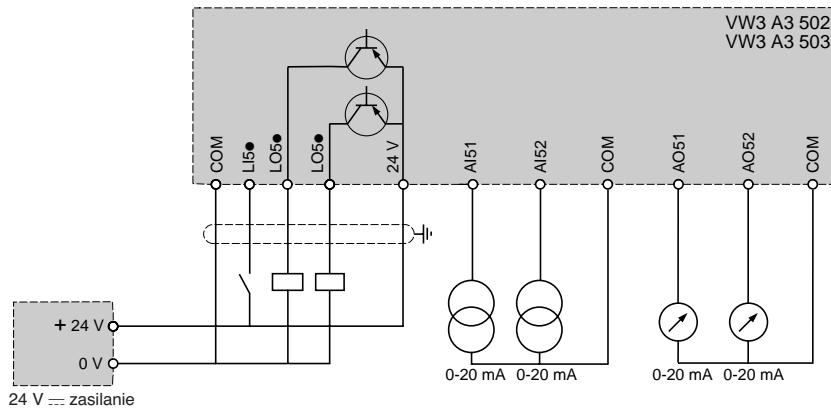 VW3 A3 502
VW3 A3 503
COM
LI5●
LO5●
LO5●
24 V
AI51
AI52
COM
AO51
AO52
COM
+ 24 V
0 V
0-20 mA
0-20 mA
0-20 mA
0-20 mA
24 V ⎓ zasilanie